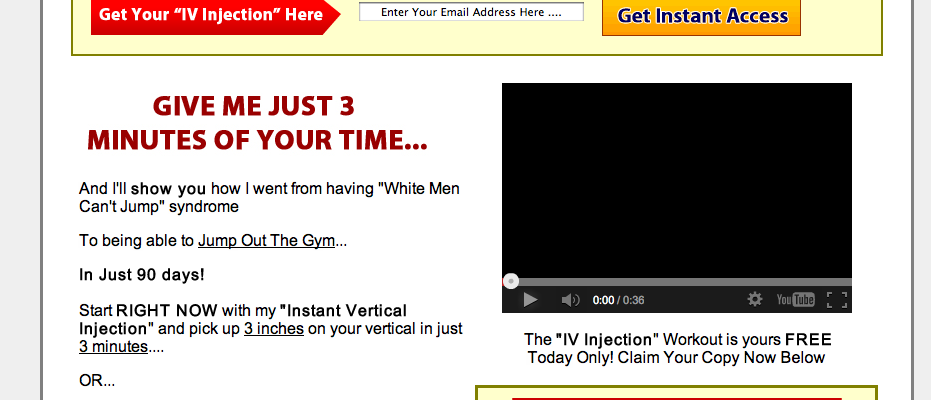 Get Your “IV Injection” Here
Enter Your Email Address Here ....
Get Instant Access
GIVE ME JUST 3
MINUTES OF YOUR TIME...
And I'll show you how I went from having "White Men
Can't Jump" syndrome
To being able to Jump Out The Gym...
In Just 90 days!
Start RIGHT NOW with my "Instant Vertical
Injection" and pick up 3 inches on your vertical in just
3 minutes....
OR...
0:00 / 0:36
YouTube
The "IV Injection" Workout is yours FREE
Today Only! Claim Your Copy Now Below